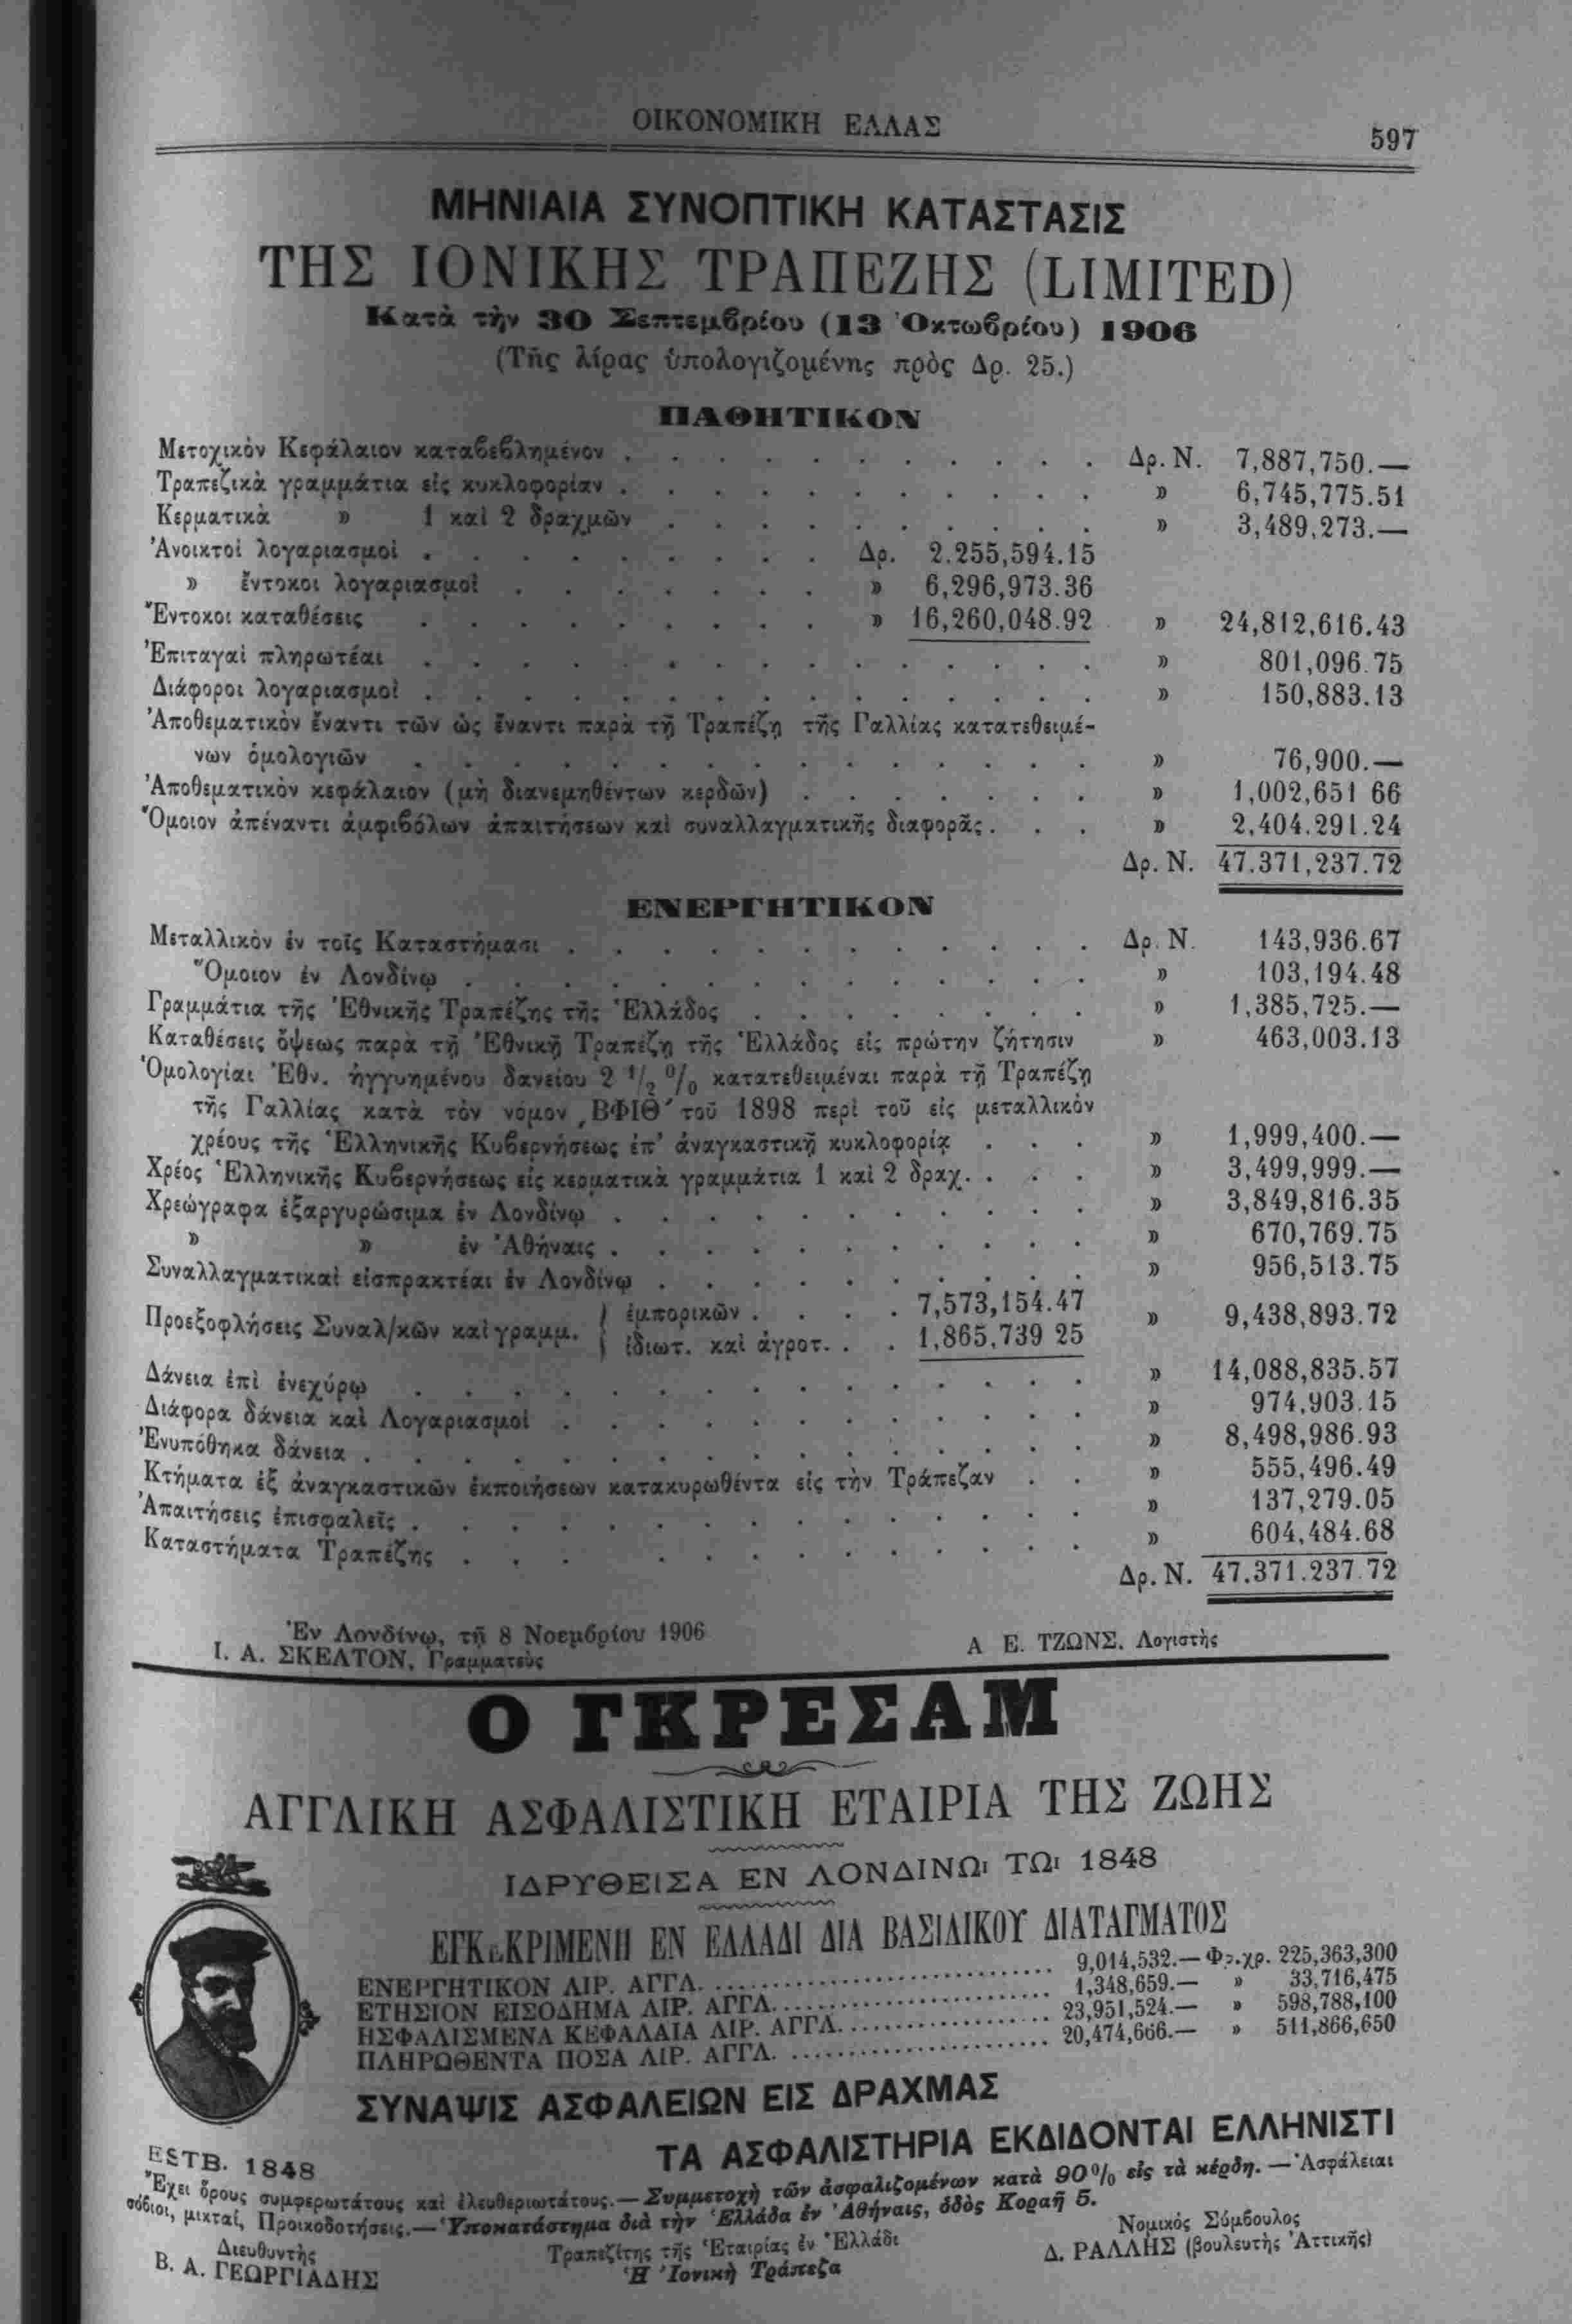 ΟΙΚΟΝΟΜΙΚΗ ΕΛΛΑΣ 597
ΜΗΝΙΑΙΑ ΣΥΝΟΠΤΙΚΗ ΚΑΤΑΣΤΑΣΙΣ
ΤΗΣ ΙΟΝΙΚΗΣ ΤΡΑΠΕΖΗΣ (LIMITED)
Κατὰ τὴν 30 Σεπτεμβρίου (13 Ὀκτωβρίου) 1906
(Τῆς λίρας ὑπολογιζομένης πρὸς Δρ. 25.)
ΠΑΘΗΤΙΚΟΝ
Μετοχικὸν Κεφάλαιον καταβεβλημένον . . . . . . . . . . Δρ. Ν. 7,887,750.—
Τραπεζικὰ γραμμάτια εἰς κυκλοφορίαν . . . . . . . . . . » 6,745,775.51
Κερματικὰ » 1 καὶ 2 δραχμῶν . . . . . . . . . » 3,489,273.—
Ἀνοικτοὶ λογαριασμοὶ . . . . . . . . . Δρ. 2.255,594.15
» ἔντοκοι λογαριασμοὶ . . . . . . . » 6,296,973.36
Ἔντοκοι καταθέσεις . . . . . . . . . » 16,260,048.92 » 24,812,616.43
Ἐπιταγαὶ πληρωτέαι . . . . . . . . . . . . . . » 801,096.75
Διάφοροι λογαριασμοὶ . . . . . . . . . . . . . . » 150,883.13
Ἀποθεματικὸν ἔναντι τῶν ὡς ἔναντι παρὰ τῇ Τραπέζῃ τῆς Γαλλίας κατατεθειμέ-
νων ὁμολογιῶν . . . . . . . . . . . . . . » 76,900.—
Ἀποθεματικὸν κεφάλαιον (μὴ διανεμηθέντων κερδῶν) . . . . . . . » 1,002,651 66
Ὅμοιον ἀπέναντι ἀμφιβόλων ἀπαιτήσεων καὶ συναλλαγματικῆς διαφορᾶς. . . » 2,404.291.24
Δρ. Ν. 47.371,237.72
ΕΝΕΡΓΗΤΙΚΟΝ
Μεταλλικὸν ἐν τοῖς Καταστήμασι . . . . . . . . . . . Δρ. Ν. 143,936.67
Ὅμοιον ἐν Λονδίνῳ . . . . . . . . . . . . . » 103,194.48
Γραμμάτια τῆς Ἐθνικῆς Τραπέζης τῆς Ἑλλάδος . . . . . . . . » 1,385,725.—
Καταθέσεις ὄψεως παρὰ τῇ Ἐθνικῇ Τραπέζῃ τῆς Ἑλλάδος εἰς πρώτην ζήτησιν » 463,003.13
Ὁμολογίαι Ἐθν. ἠγγυημένου δανείου 2 1/2 0/0 κατατεθειμέναι παρὰ τῇ Τραπέζῃ
τῆς Γαλλίας κατὰ τὸν νόμον ͵ΒΦΙΘʹ τοῦ 1898 περὶ τοῦ εἰς μεταλλικὸν
χρέους τῆς Ἑλληνικῆς Κυβερνήσεως ἐπ’ ἀναγκαστικῇ κυκλοφορίᾳ . . . » 1,999,400.—
Χρέος Ἑλληνικῆς Κυβερνήσεως εἰς κερματικὰ γραμμάτια 1 καὶ 2 δραχ. . . . » 3,499,999.—
Χρεώγραφα ἐξαργυρώσιμα ἐν Λονδίνῳ . . . . . . . . . . » 3,849,816.35
» » ἐν Ἀθήναις . . . . . . . . . . » 670,769.75
Συναλλαγματικαὶ εἰσπρακτέαι ἐν Λονδίνῳ . . . . . . . . . » 956,513.75
Προεξοφλήσεις Συναλ/κῶν καὶ γραμμ. { ἐμπορικῶν . . . . 7,573,154.47 » 9,438,893.72
ἰδιωτ. καὶ ἀγροτ. . . 1,865,739 25
Δάνεια ἐπὶ ἐνεχύρῳ . . . . . . . . . . . . . . » 14,088,835.57
Διάφορα δάνεια καὶ Λογαριασμοὶ . . . . . . . . . . . » 974,903.15
Ἐνυπόθηκα δάνεια . . . . . . . . . . . . . . . » 8,498,986.93
Κτήματα ἐξ ἀναγκαστικῶν ἐκποιήσεων κατακυρωθέντα εἰς τὴν Τράπεζαν . . » 555,496.49
Ἀπαιτήσεις ἐπισφαλεῖς . . . . . . . . . . . . . . » 137,279.05
Καταστήματα Τραπέζης . . . . . . . . . . . . » 604,484.68
Δρ. Ν. 47.371.237.72
Ἐν Λονδίνῳ, τῇ 8 Νοεμβρίου 1906
Ι. Α. ΣΚΕΛΤΟΝ, Γραμματεὺς
Α Ε. ΤΖΩΝΣ, Λογιστὴς
Ο ΓΚΡΕΣΑΜ
ΑΓΓΛΙΚΗ ΑΣΦΑΛΙΣΤΙΚΗ ΕΤΑΙΡΙΑ ΤΗΣ ΖΩΗΣ
ΙΔΡΥΘΕΙΣΑ ΕΝ ΛΟΝΔΙΝΩι ΤΩι 1848
ΕΓΚεΚΡΙΜΕΝΗ ΕΝ ΕΛΛΑΔΙ ΔΙΑ ΒΑΣΙΛΙΚΟΥ ΔΙΑΤΑΓΜΑΤΟΣ
ΕΝΕΡΓΗΤΙΚΟΝ ΛΙΡ. ΑΓΓΛ. ........ 9,014,532.— Φρ.χρ. 225,363,300
ΕΤΗΣΙΟΝ ΕΙΣΟΔΗΜΑ ΛΙΡ. ΑΓΓΛ. ........ 1,348,659.— » 33,716,475
ΗΣΦΑΛΙΣΜΕΝΑ ΚΕΦΑΛΑΙΑ ΛΙΡ. ΑΓΓΛ. ........ 23,951,524.— » 598,788,100
ΠΛΗΡΩΘΕΝΤΑ ΠΟΣΑ ΛΙΡ. ΑΓΓΛ. ........ 20,474,666.— » 511,866,650
ΣΥΝΑΨΙΣ ΑΣΦΑΛΕΙΩΝ ΕΙΣ ΔΡΑΧΜΑΣ
ΤΑ ΑΣΦΑΛΙΣΤΗΡΙΑ ΕΚΔΙΔΟΝΤΑΙ ΕΛΛΗΝΙΣΤΙ
ESTB. 1848
Ἔχει ὅρους συμφερωτάτους καὶ ἐλευθεριωτάτους.— Συμμετοχὴ τῶν ἀσφαλιζομένων κατὰ 90 0/0 εἰς τὰ κέρδη. — Ἀσφάλειαι
σόβιοι, μικταί, Προικοδοτήσεις.— Ὑποκατάστημα διὰ τὴν Ἑλλάδα ἐν Ἀθήναις, ὁδὸς Κοραῆ 5.
Διευθυντὴς
Β. Α. ΓΕΩΡΓΙΑΔΗΣ
Τραπεζίτης τῆς Ἑταιρίας ἐν Ἑλλάδι
Ἡ Ἰονικὴ Τράπεζα
Νομικὸς Σύμβουλος
Δ. ΡΑΛΛΗΣ (βουλευτὴς Ἀττικῆς)